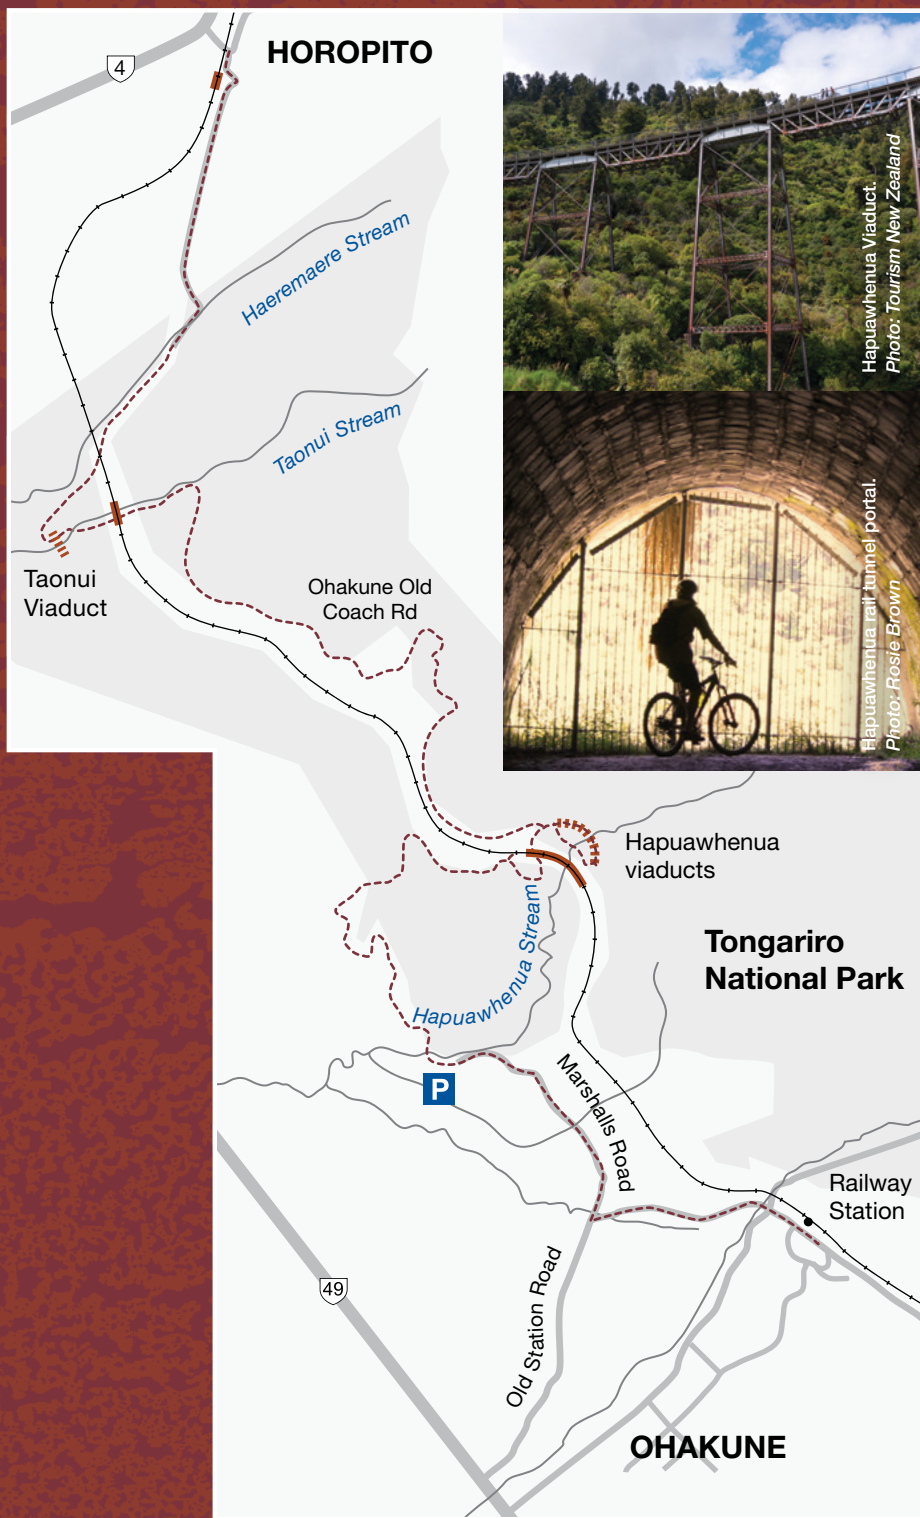 HOROPITO
4
Haeremaere Stream
Taonui Stream
Taonui
Viaduct
Ohakune Old
Coach Rd
Hapuawhenua Viaduct.
Photo: Tourism New Zealand
Hapuawhenua rail tunnel portal.
Photo: Rosie Brown
Hapuawhenua
viaducts
Hapuawhenua Stream
Tongariro
National Park
P
Marshalls Road
Railway
Station
49
Old Station Road
OHAKUNE